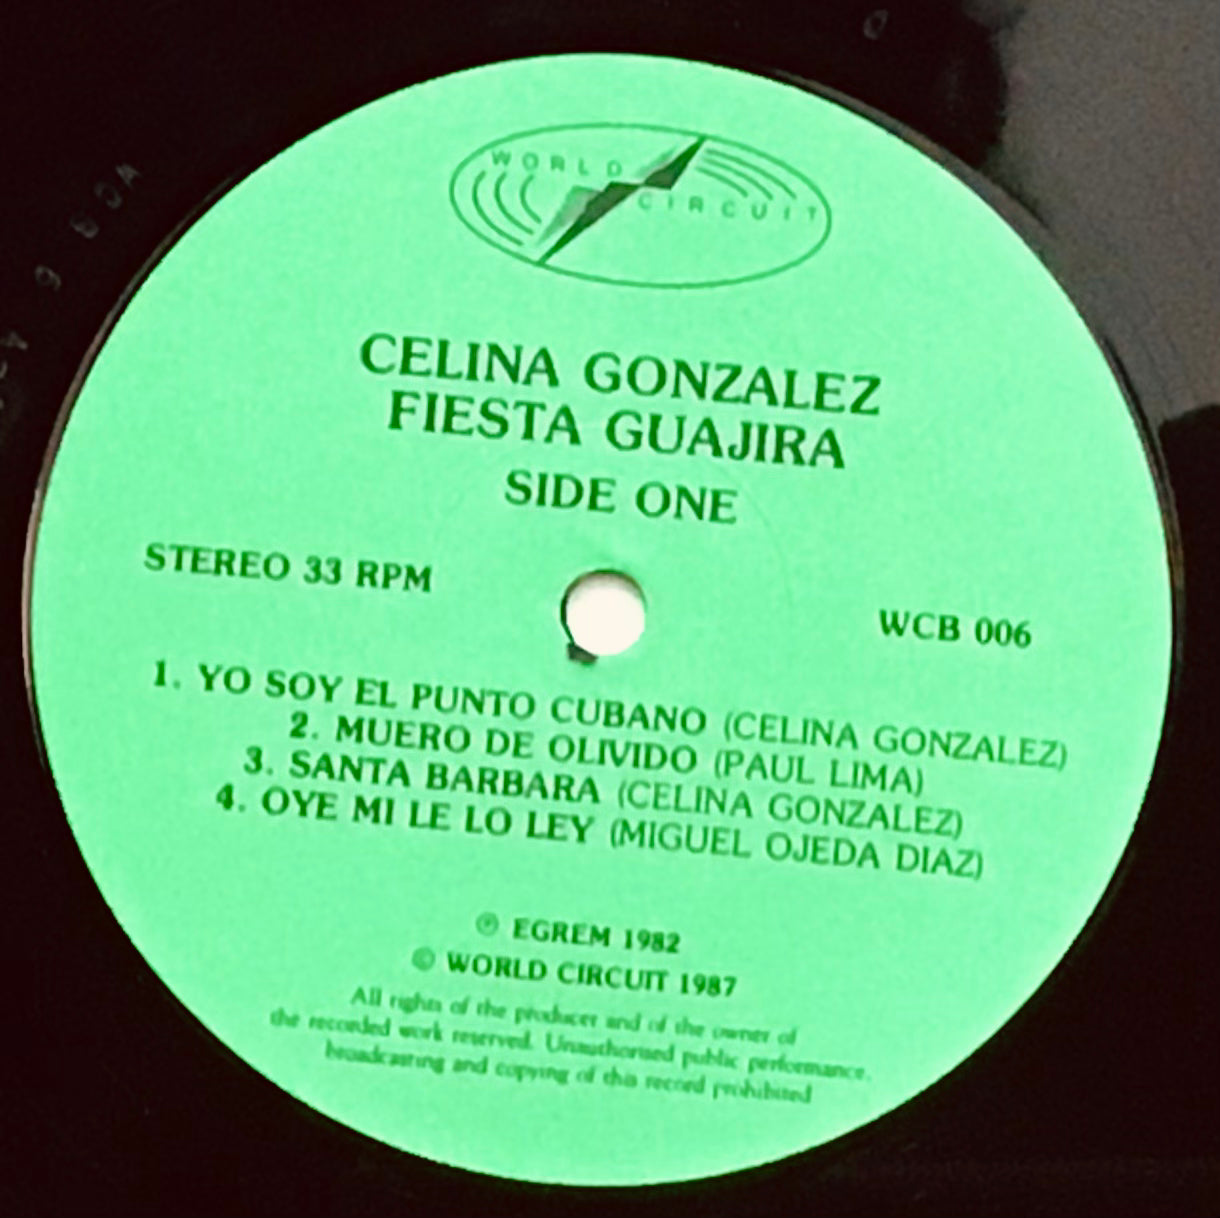 WORLD
CIRCUIT
CELINA GONZALEZ
FIESTA GUAJIRA
SIDE ONE
STEREO 33 RPM
WCB 006
1. YO SOY EL PUNTO CUBANO (CELINA GONZALEZ)
2. MUERO DE OLIVIDO (PAUL LIMA)
3. SANTA BARBARA (CELINA GONZALEZ)
4. OYE MI LE LO LEY (MIGUEL OJEDA DIAZ)
℗ EGREM 1982
© WORLD CIRCUIT 1987
All rights of the producer and of the owner of
the recorded work reserved. Unauthorised public performance,
broadcasting and copying of this record prohibited